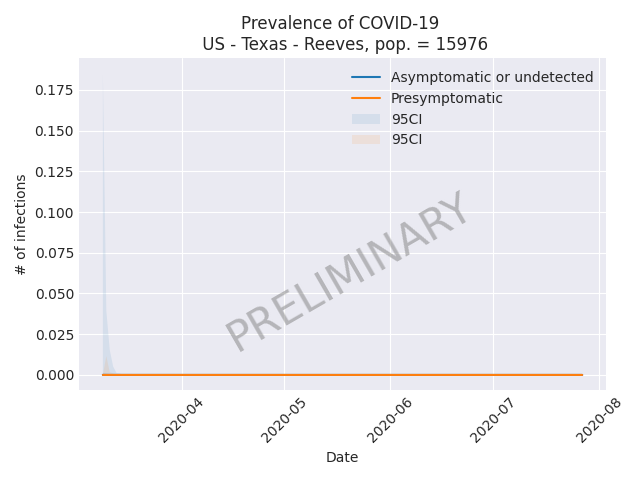 Prevalence of COVID-19
US - Texas - Reeves, pop. = 15976
Asymptomatic or undetected
Presymptomatic
95CI
95CI
0.175
0.150
0.125
0.100
0.075
0.050
0.025
0.000
# of infections
PRELIMINARY
2020-04
2020-05
2020-06
2020-07
2020-08
Date